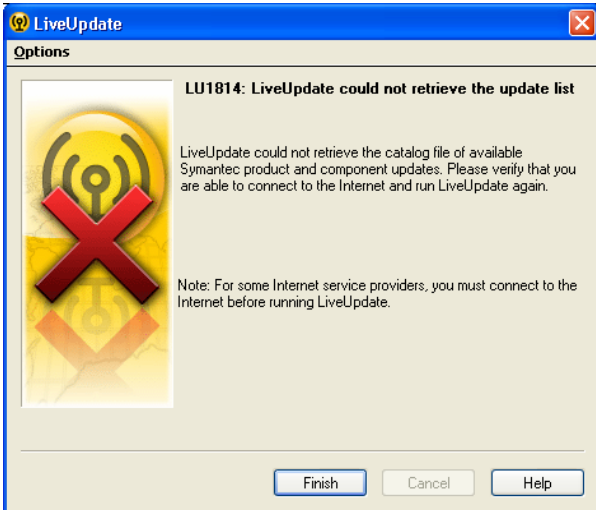 LiveUpdate
Options
LU1814: LiveUpdate could not retrieve the update list
LiveUpdate could not retrieve the catalog file of available
Symantec product and component updates. Please verify that you
are able to connect to the Internet and run LiveUpdate again.
Note: For some Internet service providers, you must connect to the
Internet before running LiveUpdate.
Finish Cancel Help